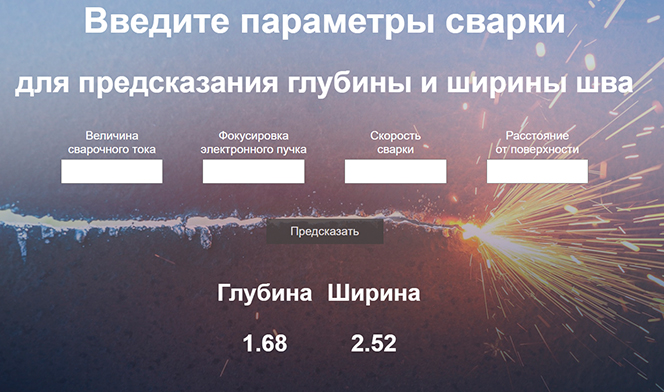 Введите параметры сварки
для предсказания глубины и ширины шва
Величина
сварочного тока
Фокусировка
электронного пучка
Скорость
сварки
Расстояние
от поверхности
Предсказать
Глубина Ширина
1.68 2.52